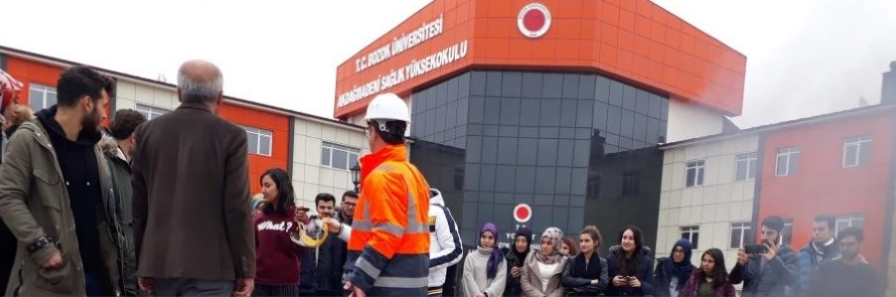 T.C. BOZOK ÜNİVERSİTESİ
AKDAĞMADENİ SAĞLIK YÜKSEKOKULU
What?